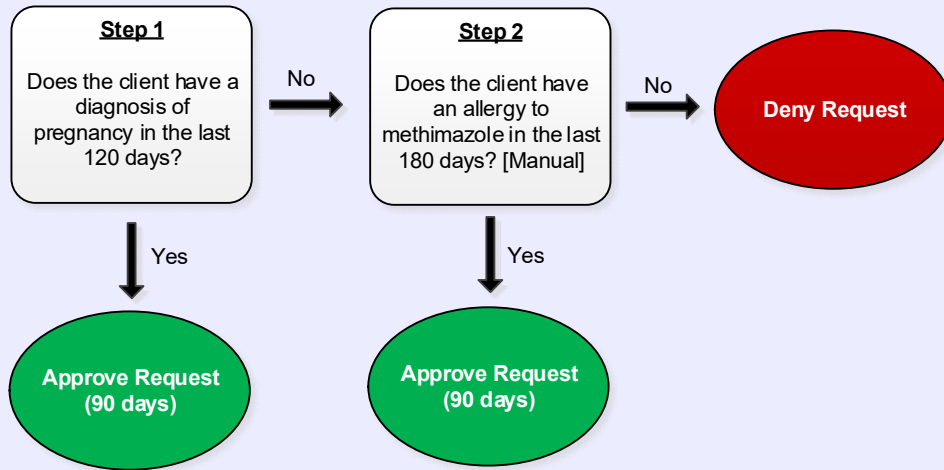 Step 1
Does the client have a
diagnosis of
pregnancy in the last
120 days?
No
Step 2
Does the client have
an allergy to
methimazole in the last
180 days? [Manual]
No
Deny Request
Yes
Yes
Approve Request
(90 days)
Approve Request
(90 days)